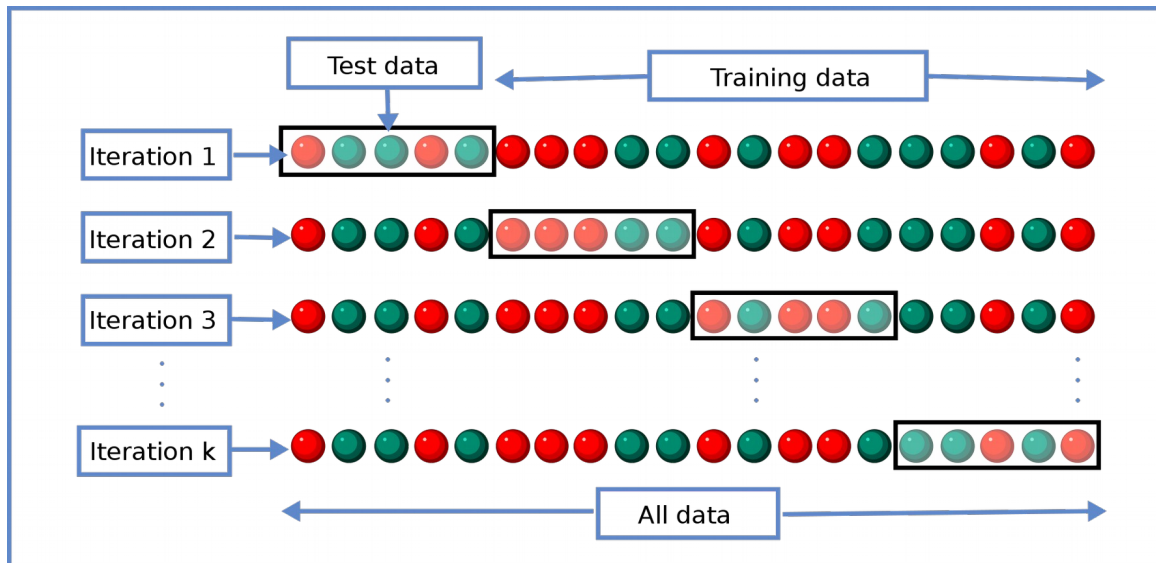 Test data
Training data
Iteration 1
Iteration 2
Iteration 3
Iteration k
All data